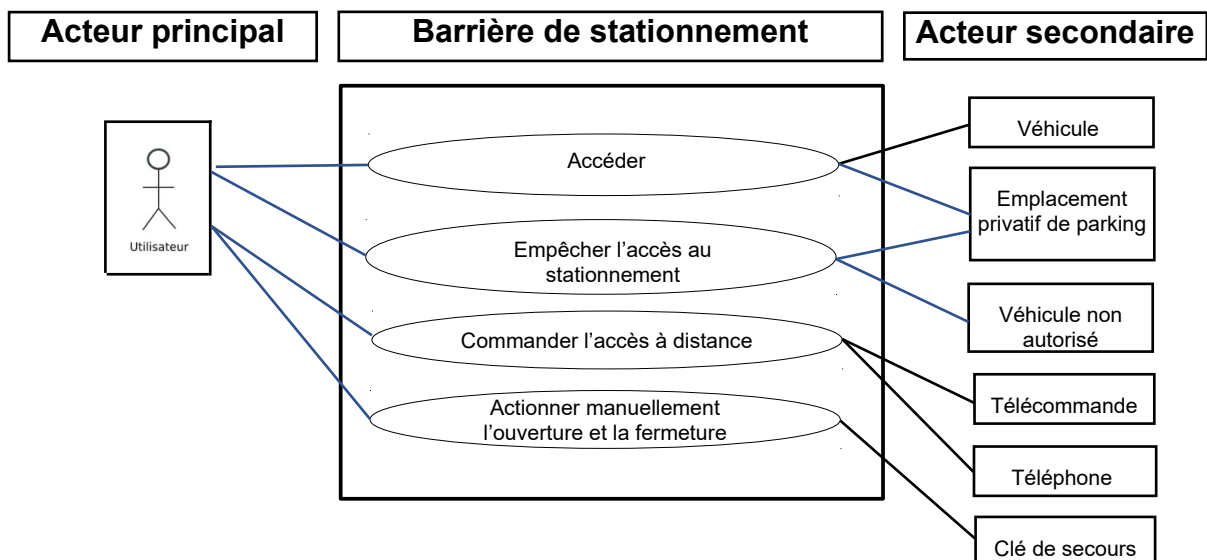 Acteur principal
Barrière de stationnement
Acteur secondaire
Utilisateur
Accéder
Empêcher l'accès au
stationnement
Commander l'accès à distance
Actionner manuellement
l'ouverture et la fermeture
Véhicule
Emplacement
privatif de parking
Véhicule non
autorisé
Télécommande
Téléphone
Clé de secours